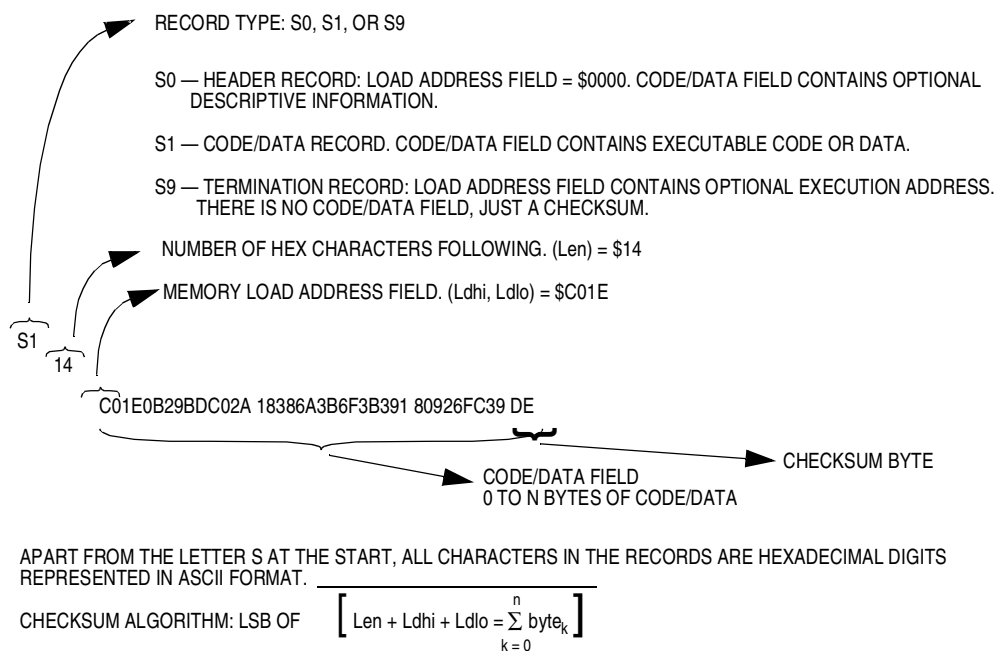 RECORD TYPE: S0, S1, OR S9
S0 — HEADER RECORD: LOAD ADDRESS FIELD = $0000. CODE/DATA FIELD CONTAINS OPTIONAL
DESCRIPTIVE INFORMATION.
S1 — CODE/DATA RECORD. CODE/DATA FIELD CONTAINS EXECUTABLE CODE OR DATA.
S9 — TERMINATION RECORD: LOAD ADDRESS FIELD CONTAINS OPTIONAL EXECUTION ADDRESS.
THERE IS NO CODE/DATA FIELD, JUST A CHECKSUM.
NUMBER OF HEX CHARACTERS FOLLOWING. (Len) = $14
MEMORY LOAD ADDRESS FIELD. (Ldhi, Ldlo) = $C01E
S1
14
C01E0B29BDC02A 18386A3B6F3B391 80926FC39 DE
CHECKSUM BYTE
CODE/DATA FIELD
0 TO N BYTES OF CODE/DATA
APART FROM THE LETTER S AT THE START, ALL CHARACTERS IN THE RECORDS ARE HEXADECIMAL DIGITS
REPRESENTED IN ASCII FORMAT.
n
CHECKSUM ALGORITHM: LSB OF [ Len + Ldhi + Ldlo = Σ byteₖ ]
k = 0